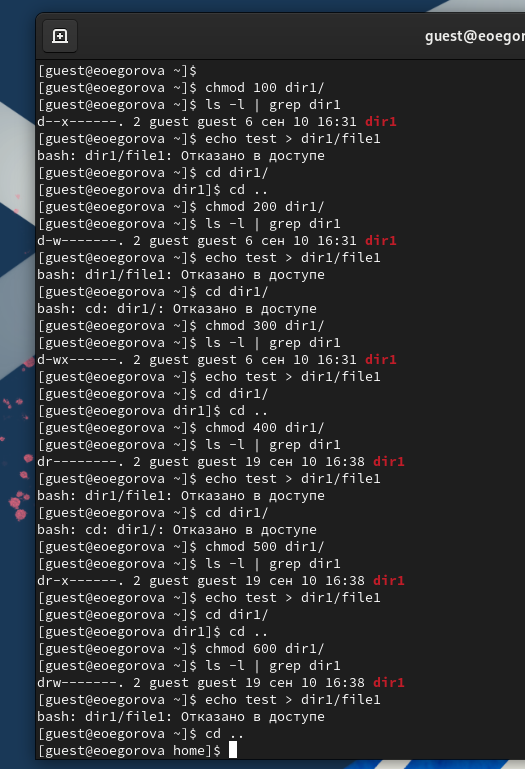 guest@eoegor
[guest@eoegorova ~]$
[guest@eoegorova ~]$ chmod 100 dir1/
[guest@eoegorova ~]$ ls -l | grep dir1
d--x------. 2 guest guest 6 сен 10 16:31 dir1
[guest@eoegorova ~]$ echo test > dir1/file1
bash: dir1/file1: Отказано в доступе
[guest@eoegorova ~]$ cd dir1/
[guest@eoegorova dir1]$ cd ..
[guest@eoegorova ~]$ chmod 200 dir1/
[guest@eoegorova ~]$ ls -l | grep dir1
d-w-------. 2 guest guest 6 сен 10 16:31 dir1
[guest@eoegorova ~]$ echo test > dir1/file1
bash: dir1/file1: Отказано в доступе
[guest@eoegorova ~]$ cd dir1/
bash: cd: dir1/: Отказано в доступе
[guest@eoegorova ~]$ chmod 300 dir1/
[guest@eoegorova ~]$ ls -l | grep dir1
d-wx------. 2 guest guest 6 сен 10 16:31 dir1
[guest@eoegorova ~]$ echo test > dir1/file1
[guest@eoegorova ~]$ cd dir1/
[guest@eoegorova dir1]$ cd ..
[guest@eoegorova ~]$ chmod 400 dir1/
[guest@eoegorova ~]$ ls -l | grep dir1
dr--------. 2 guest guest 19 сен 10 16:38 dir1
[guest@eoegorova ~]$ echo test > dir1/file1
bash: dir1/file1: Отказано в доступе
[guest@eoegorova ~]$ cd dir1/
bash: cd: dir1/: Отказано в доступе
[guest@eoegorova ~]$ chmod 500 dir1/
[guest@eoegorova ~]$ ls -l | grep dir1
dr-x------. 2 guest guest 19 сен 10 16:38 dir1
[guest@eoegorova ~]$ echo test > dir1/file1
[guest@eoegorova ~]$ cd dir1/
[guest@eoegorova dir1]$ cd ..
[guest@eoegorova ~]$ chmod 600 dir1/
[guest@eoegorova ~]$ ls -l | grep dir1
drw-------. 2 guest guest 19 сен 10 16:38 dir1
[guest@eoegorova ~]$ echo test > dir1/file1
bash: dir1/file1: Отказано в доступе
[guest@eoegorova ~]$ cd ..
[guest@eoegorova home]$